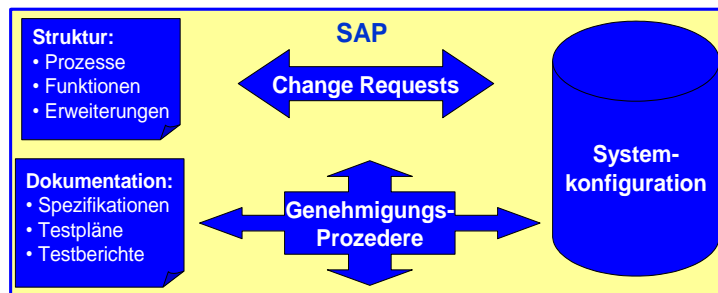 Struktur:
• Prozesse
• Funktionen
• Erweiterungen
SAP
Change Requests
Dokumentation:
• Spezifikationen
• Testpläne
• Testberichte
Genehmigungs-
Prozedere
System-
konfiguration